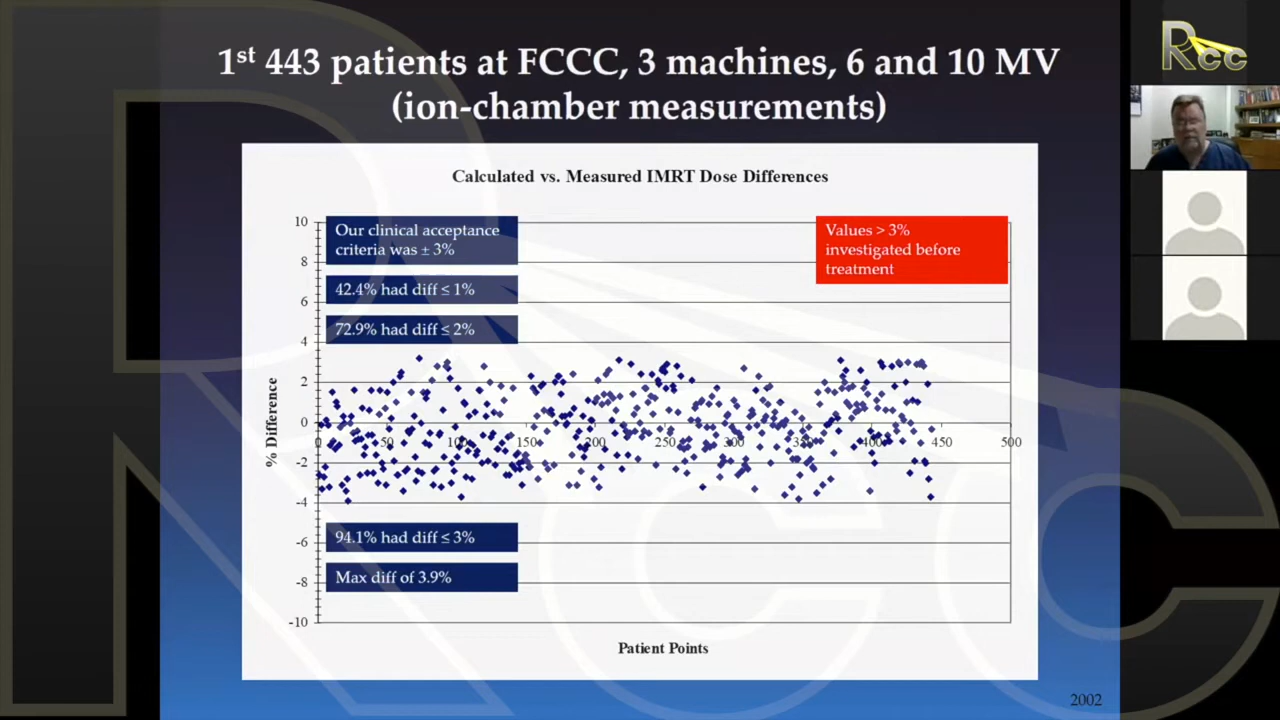 1st 443 patients at FCCC, 3 machines, 6 and 10 MV
(ion-chamber measurements)
Rcc
Calculated vs. Measured IMRT Dose Differences
Our clinical acceptance
criteria was ± 3%
42.4% had diff ≤ 1%
72.9% had diff ≤ 2%
Values > 3%
investigated before
treatment
10
8
6
4
2
0
-2
-4
-6
-8
-10
% Difference
0 50 100 150 200 250 300 350 400 450 500
94.1% had diff ≤ 3%
Max diff of 3.9%
Patient Points
2002